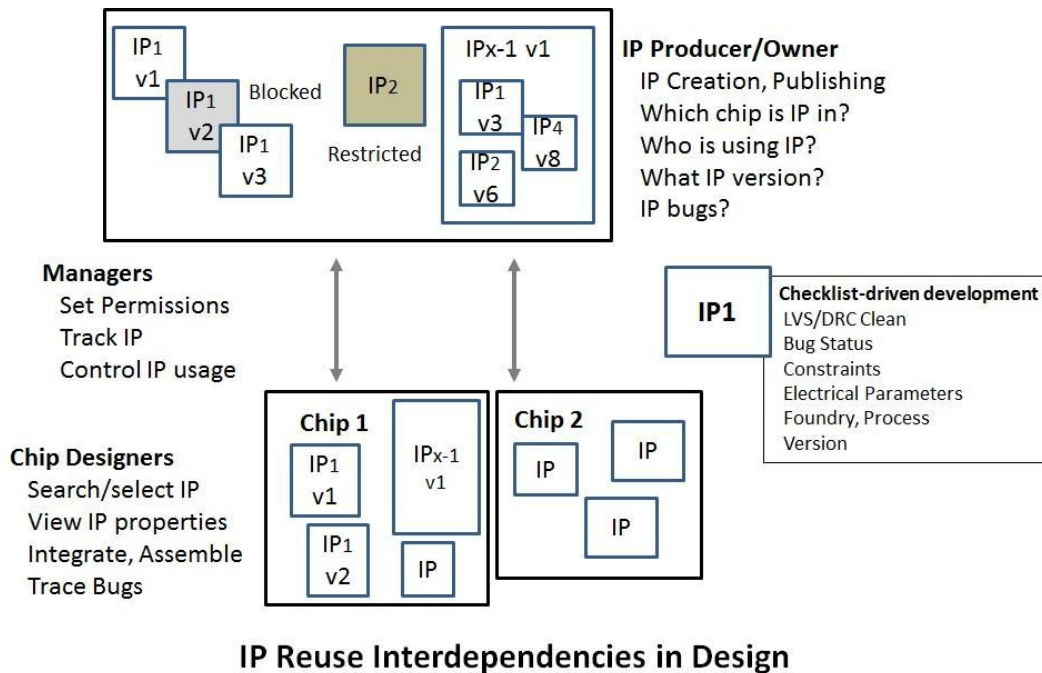 IP1
v1
IP1
v2
Blocked
IP1
v3
IP2
Restricted
IPx-1 v1
IP1
v3
IP4
v8
IP2
v6
IP Producer/Owner
IP Creation, Publishing
Which chip is IP in?
Who is using IP?
What IP version?
IP bugs?
Managers
Set Permissions
Track IP
Control IP usage
IP1
Checklist-driven development
LVS/DRC Clean
Bug Status
Constraints
Electrical Parameters
Foundry, Process
Version
Chip Designers
Search/select IP
View IP properties
Integrate, Assemble
Trace Bugs
Chip 1
IP1
v1
IPx-1
v1
IP1
v2
IP
Chip 2
IP
IP
IP
IP Reuse Interdependencies in Design